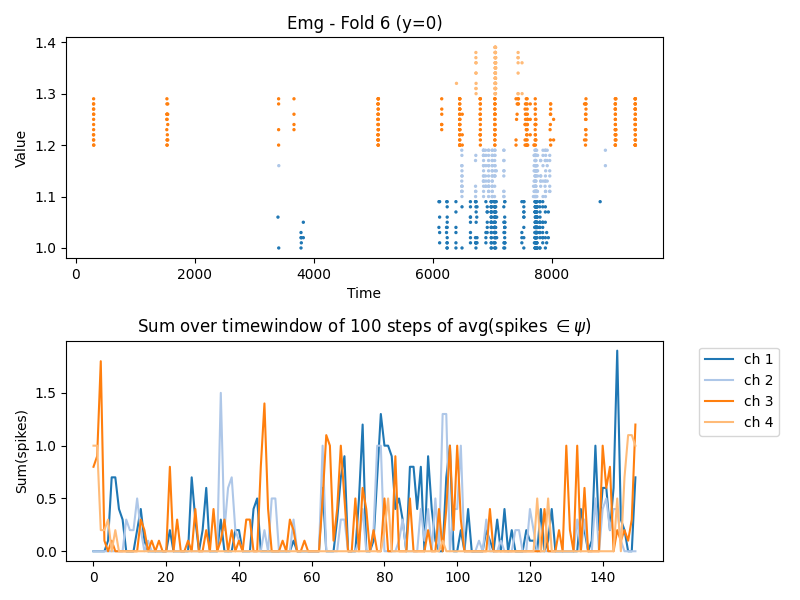 Emg - Fold 6 (y=0)
Value
1.4
1.3
1.2
1.1
1.0
0 2000 4000 6000 8000
Time
Sum over timewindow of 100 steps of avg(spikes ∈ ψ)
Sum(spikes)
1.5
1.0
0.5
0.0
0 20 40 60 80 100 120 140
ch 1
ch 2
ch 3
ch 4